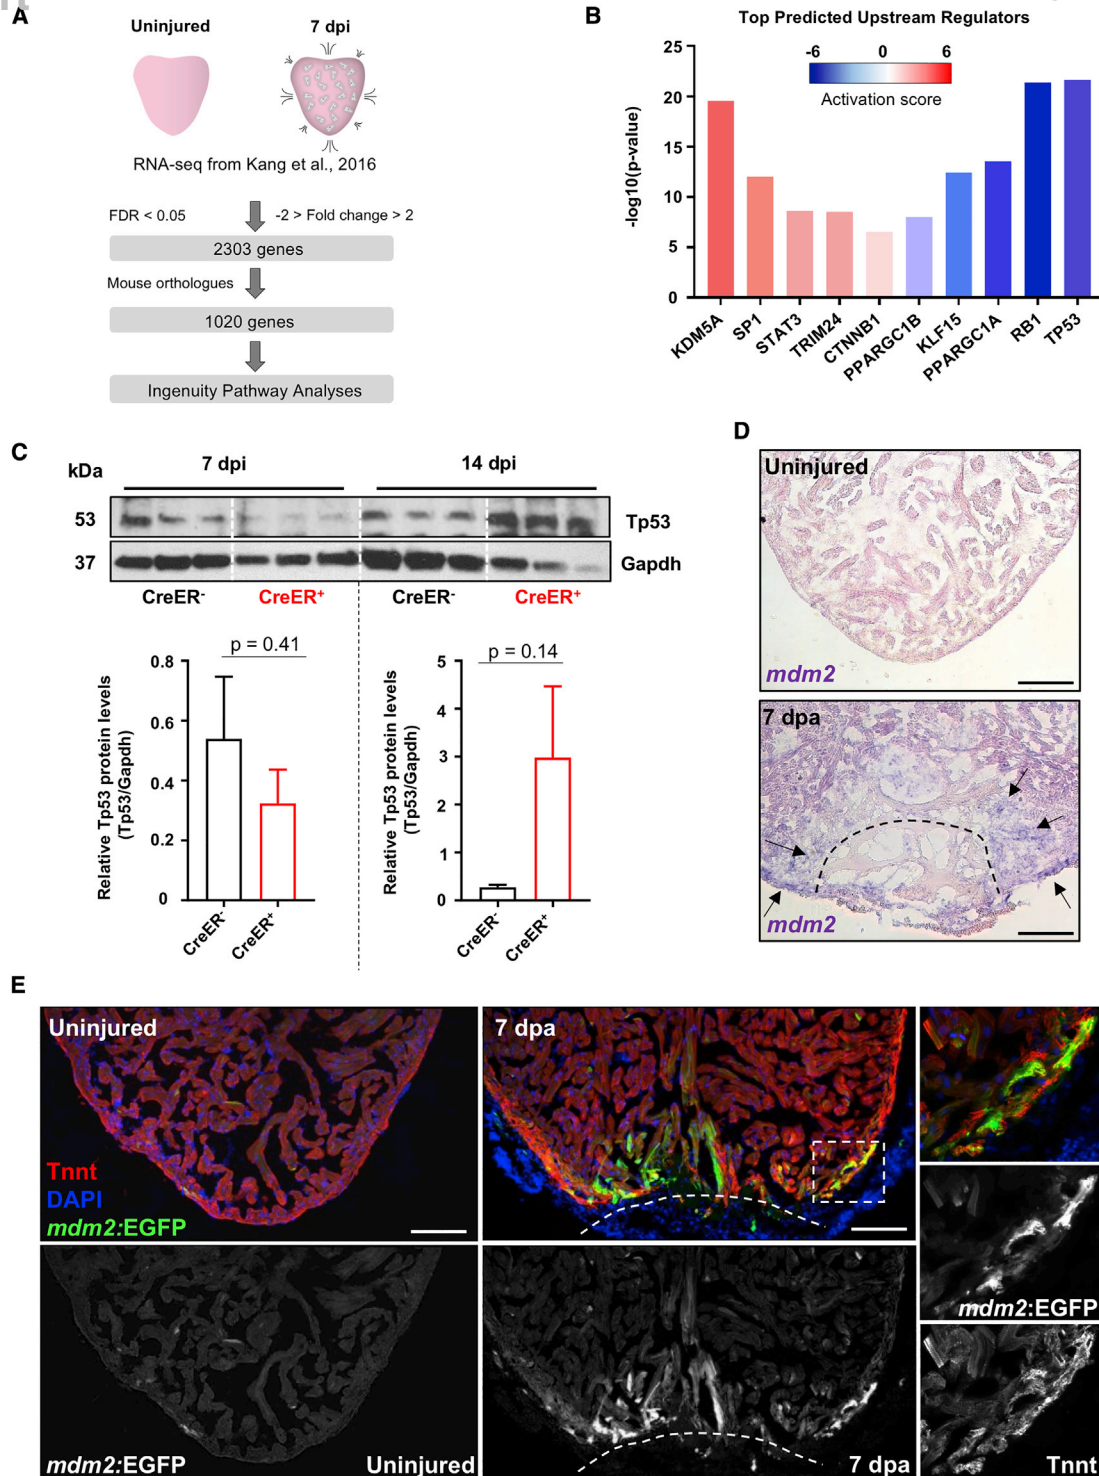 A
Uninjured
7 dpi
RNA-seq from Kang et al., 2016
FDR < 0.05
-2 > Fold change > 2
2303 genes
Mouse orthologues
1020 genes
Ingenuity Pathway Analyses
B
Top Predicted Upstream Regulators
-6
0
6
Activation score
-log10(p-value)
25
20
15
10
5
0
KDM5A
SP1
STAT3
TRIM24
CTNNB1
PPARGC1B
KLF15
PPARGC1A
RB1
TP53
C
kDa
7 dpi
14 dpi
53
Tp53
37
Gapdh
CreER-
CreER+
CreER-
CreER+
p = 0.41
Relative Tp53 protein levels
(Tp53/Gapdh)
0.8
0.6
0.4
0.2
0
CreER-
CreER+
p = 0.14
Relative Tp53 protein levels
(Tp53/Gapdh)
5
4
3
2
1
0
CreER-
CreER+
D
Uninjured
mdm2
7 dpa
mdm2
E
Uninjured
Tnnt
DAPI
mdm2:EGFP
7 dpa
mdm2:EGFP
Uninjured
7 dpa
mdm2:EGFP
Tnnt